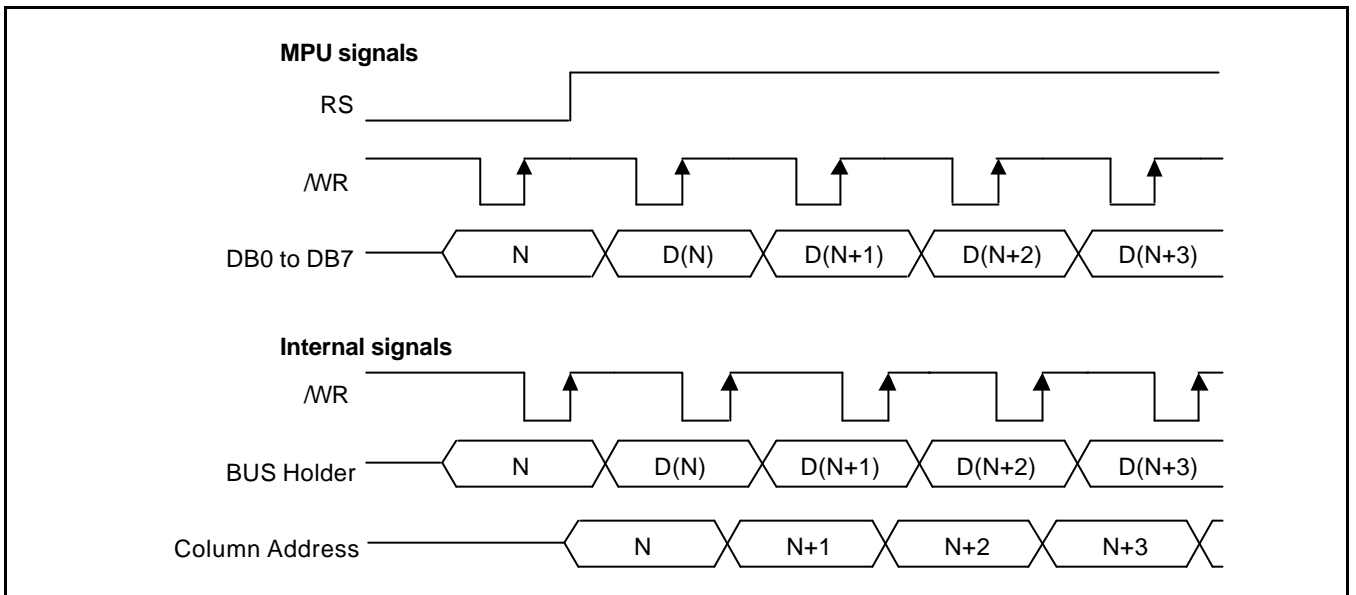 MPU signals
RS
/WR
DB0 to DB7 N D(N) D(N+1) D(N+2) D(N+3)
Internal signals
/WR
BUS Holder N D(N) D(N+1) D(N+2) D(N+3)
Column Address N N+1 N+2 N+3